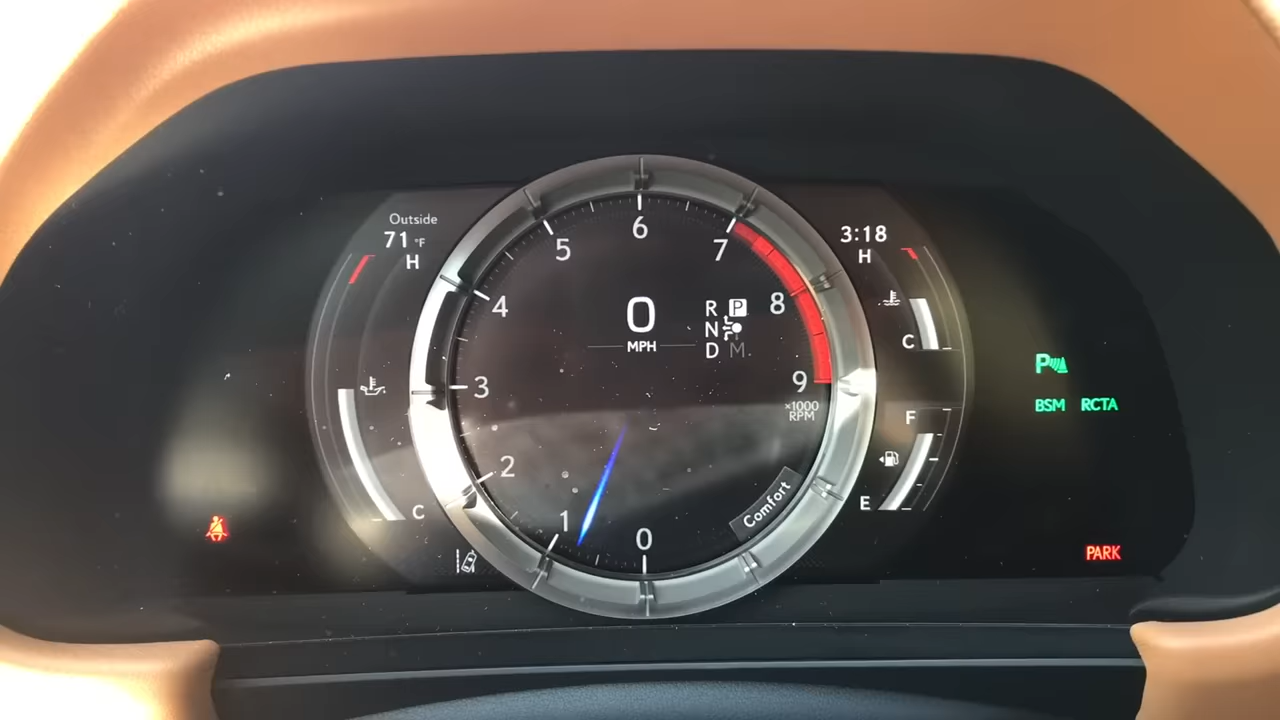 Outside
71 °F
H
C
3:18
H
C
F
E
0
1
2
3
4
5
6
7
8
9
×1000
RPM
0
MPH
R P
N
D M
Comfort
P
BSM RCTA
PARK